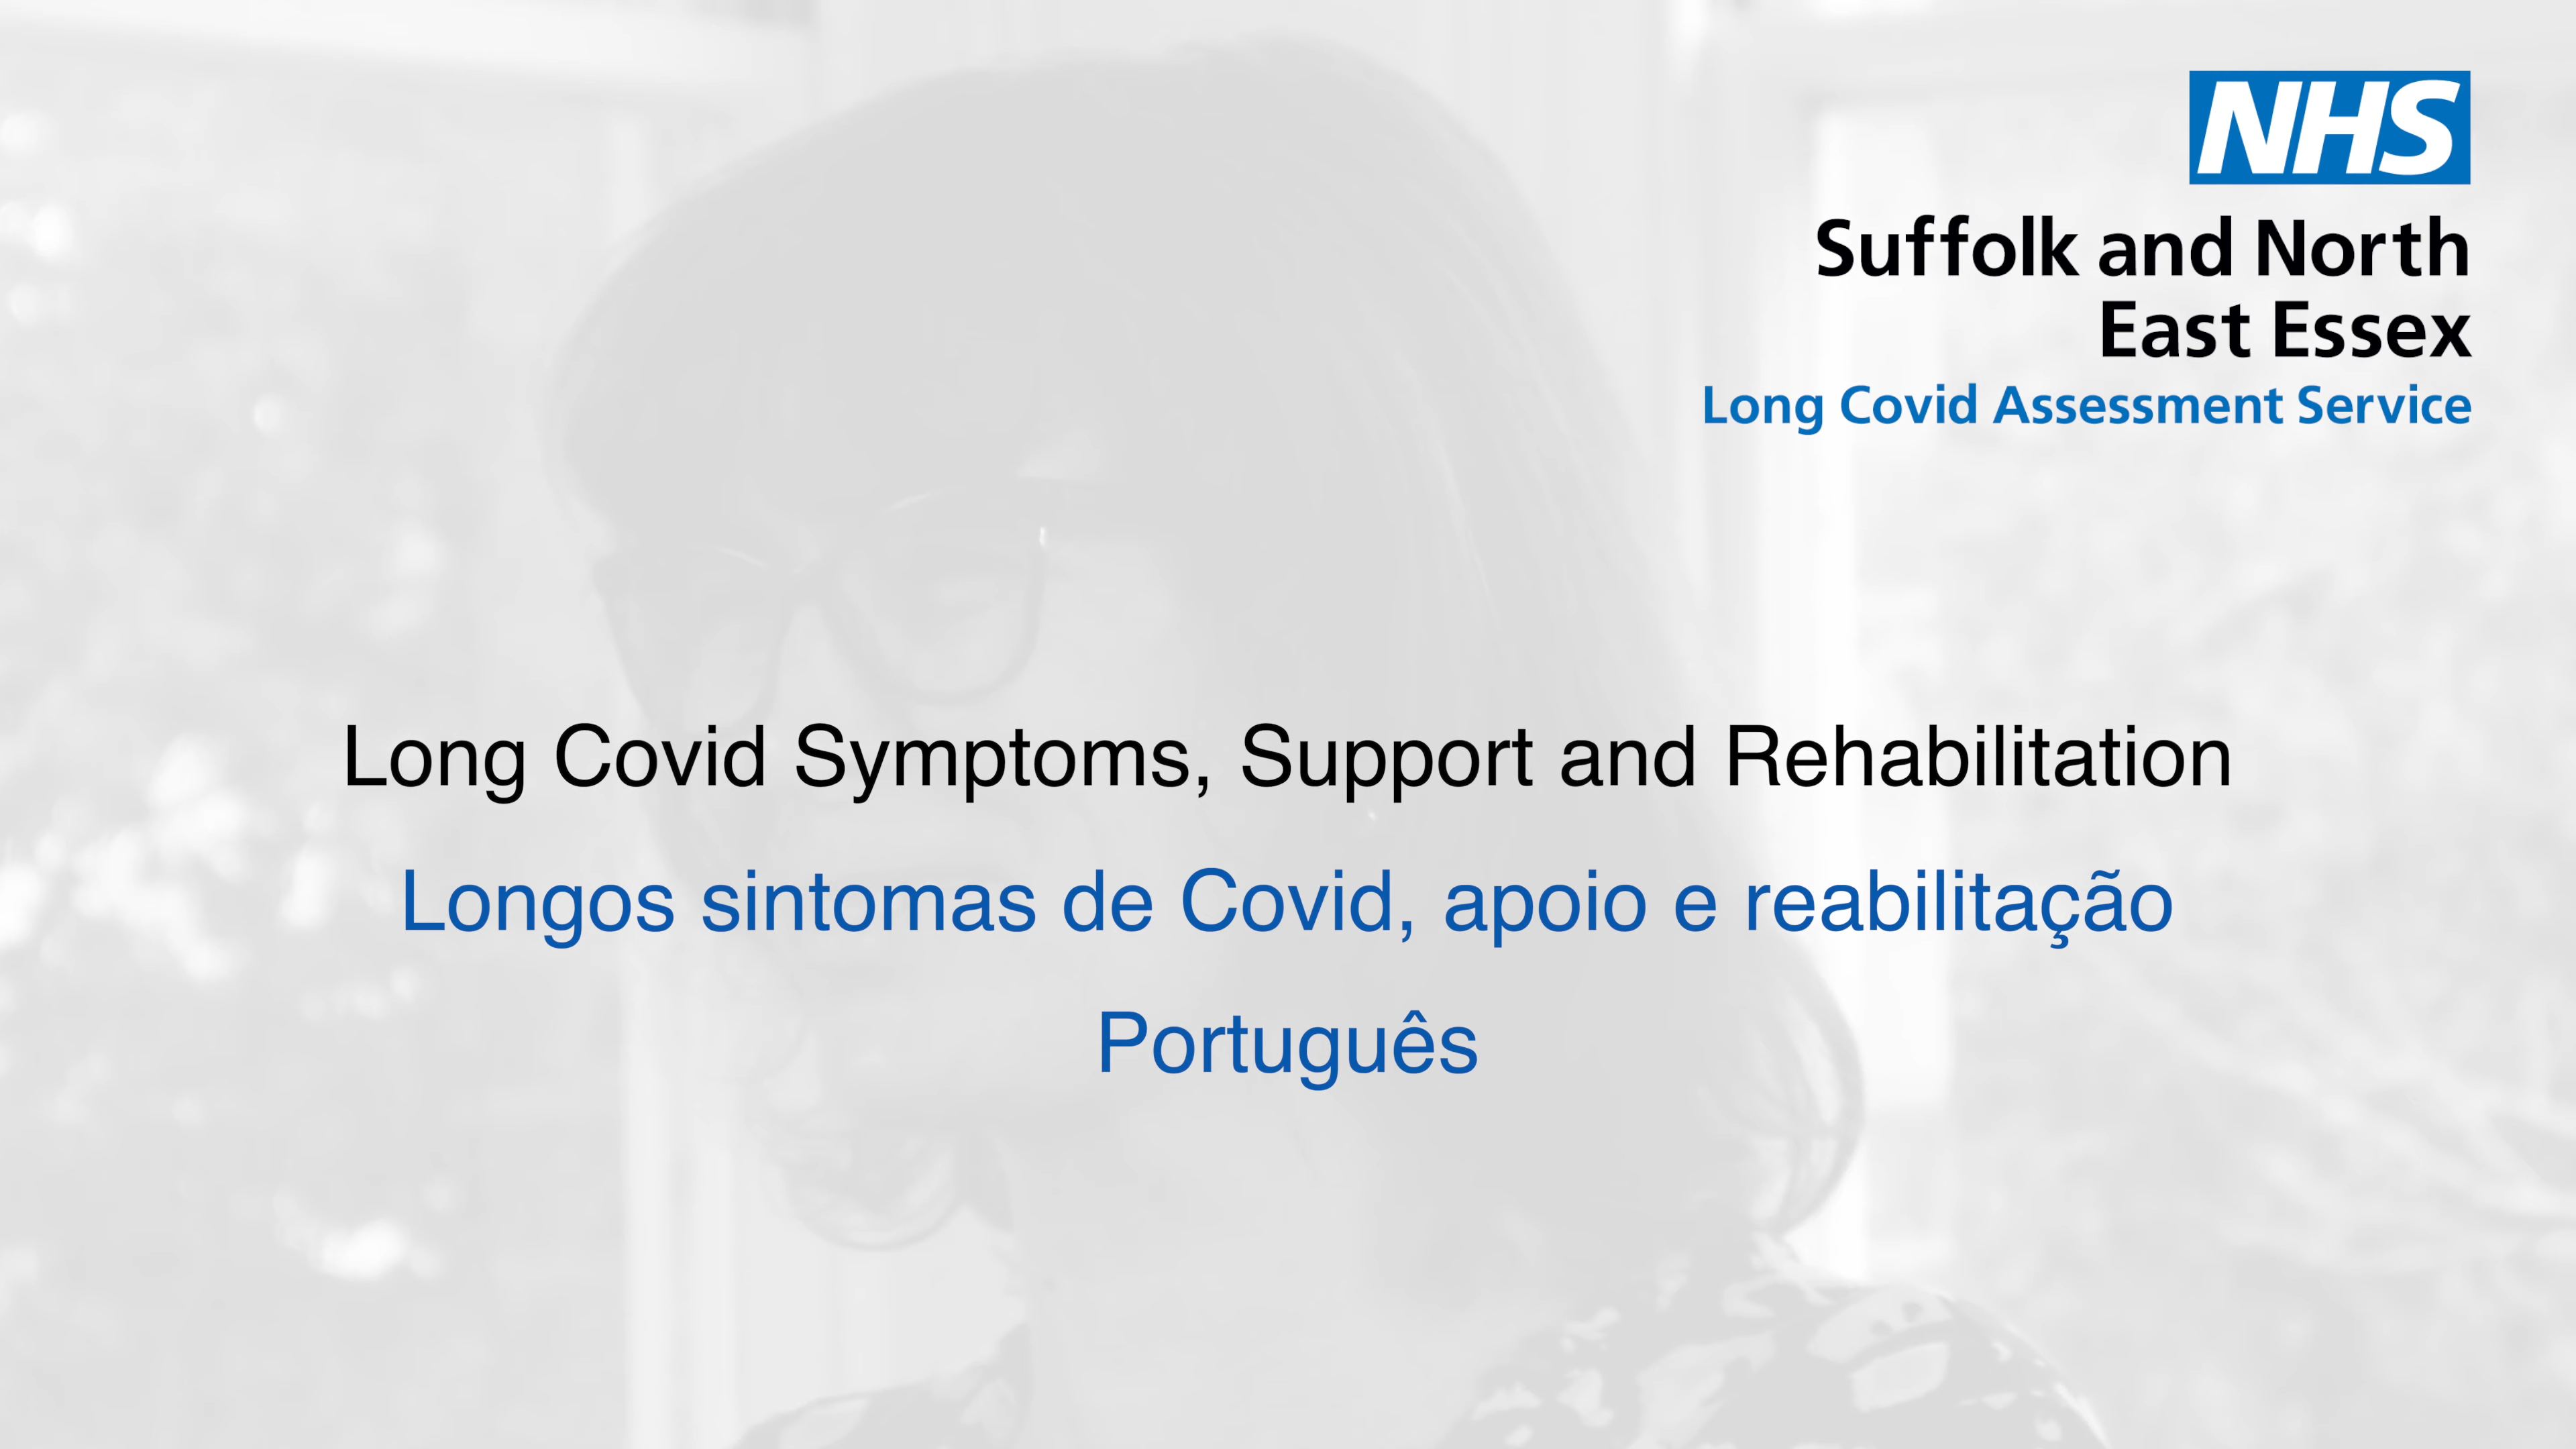 NHS
Suffolk and North
East Essex
Long Covid Assessment Service
Long Covid Symptoms, Support and Rehabilitation
Longos sintomas de Covid, apoio e reabilitação
Português